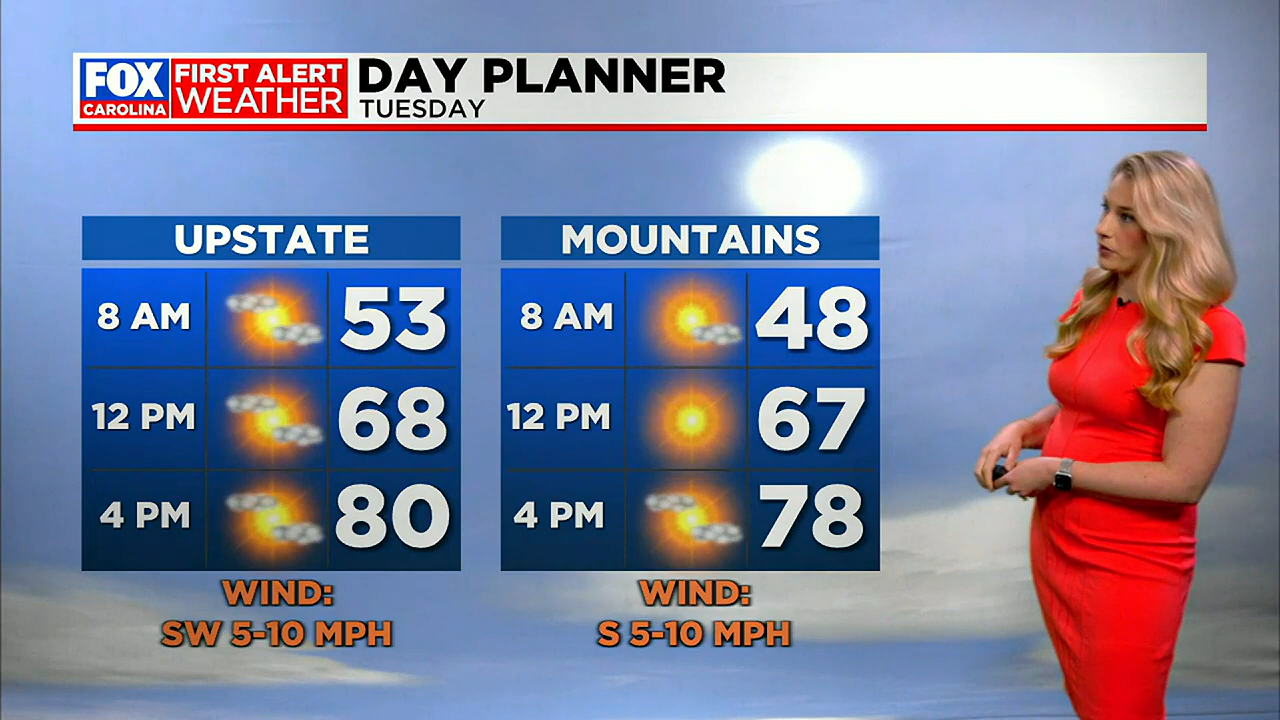 FOX
CAROLINA
FIRST ALERT
WEATHER
DAY PLANNER
TUESDAY
UPSTATE
8 AM 53
12 PM 68
4 PM 80
WIND:
SW 5-10 MPH
MOUNTAINS
8 AM 48
12 PM 67
4 PM 78
WIND:
S 5-10 MPH